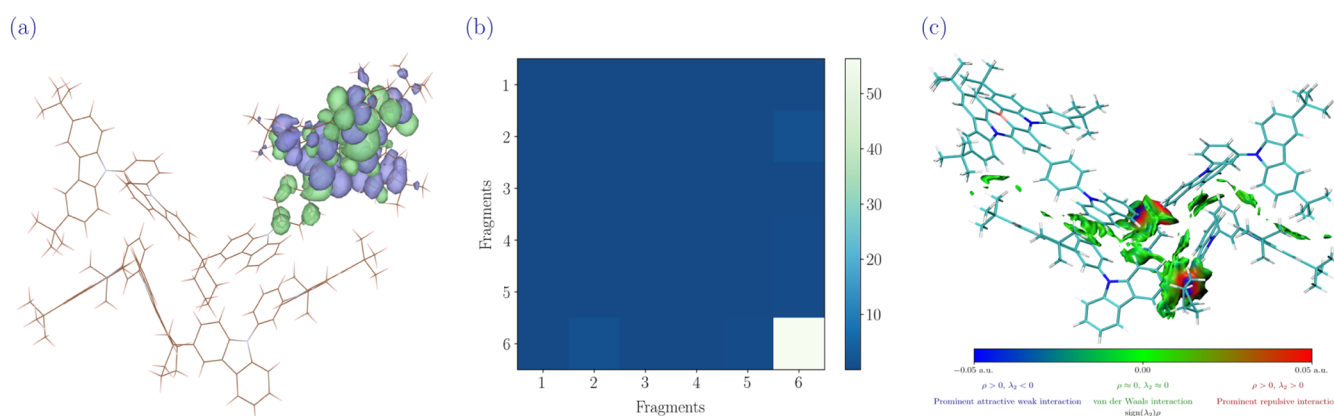 (a)
(b)
(c)
1
2
3
4
5
6
Fragments
1 2 3 4 5 6
Fragments
50
40
30
20
10
−0.05 a.u. 0.00 0.05 a.u.
ρ > 0, λ₂ < 0 ρ ≈ 0, λ₂ ≈ 0 ρ > 0, λ₂ > 0
Prominent attractive weak interaction van der Waals interaction Prominent repulsive interactio
sign(λ₂)ρ